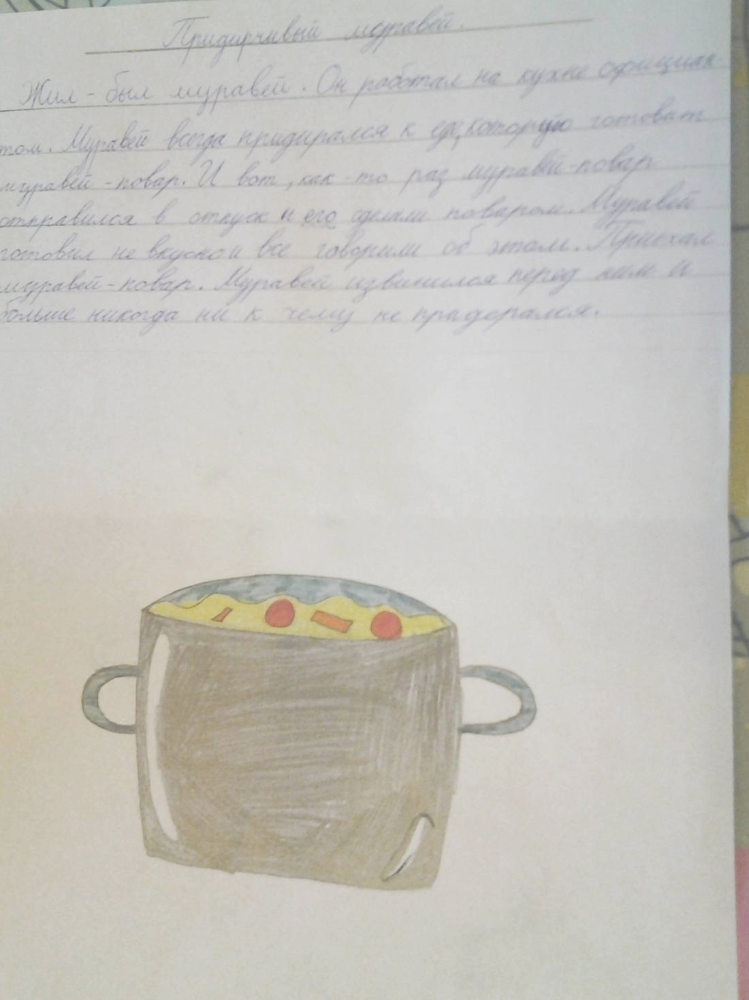 Придирчивый муравей.
Жил-был муравей. Он работал на кухне официан-
том. Муравей всегда придирался к еде, которую готовит
муравей-повар. И вот, как-то раз муравей-повар
отправился в отпуск и его сделали поваром. Муравей
готовил не вкусно и все говорили об этом. Приехал
муравей-повар. Муравей извинился перед ним и
больше никогда ни к чему не придерался.